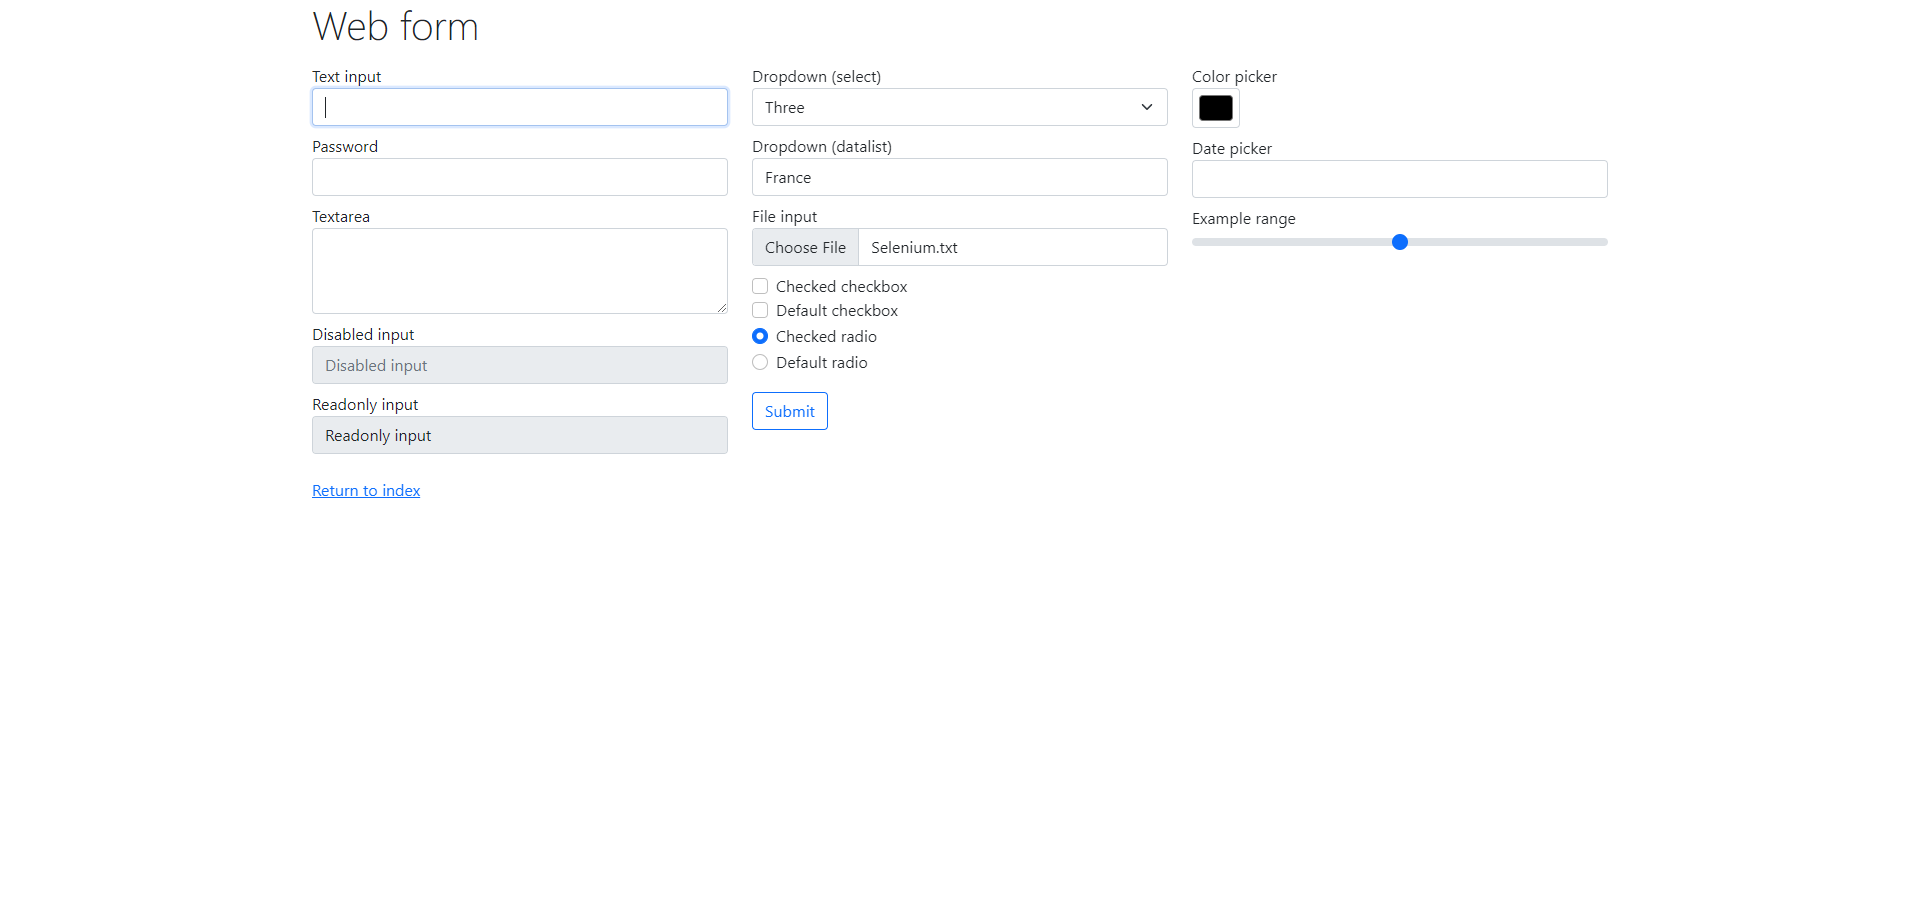 Web form
Text input
Password
Textarea
Disabled input
Disabled input
Readonly input
Readonly input
Return to index
Dropdown (select)
Three
Dropdown (datalist)
France
File input
Choose File Selenium.txt
Checked checkbox
Default checkbox
Checked radio
Default radio
Submit
Color picker
Date picker
Example range